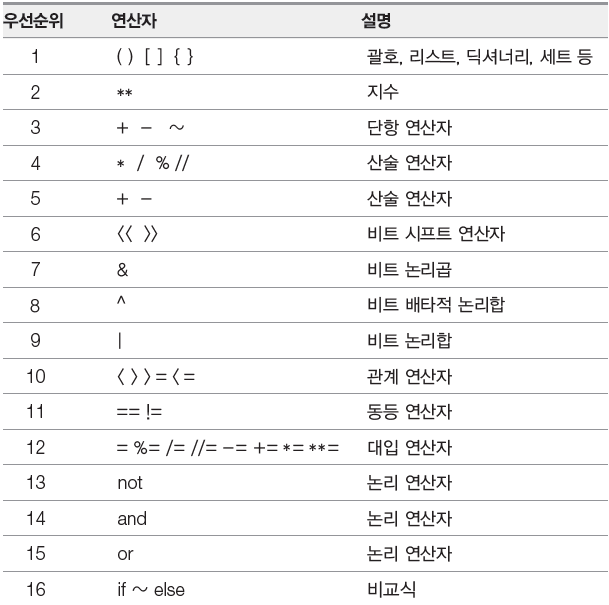 우선순위 연산자 설명
1 ( ) [ ] { } 괄호, 리스트, 딕셔너리, 세트 등
2 ** 지수
3 + - ~ 단항 연산자
4 * / % // 산술 연산자
5 + - 산술 연산자
6 << >> 비트 시프트 연산자
7 & 비트 논리곱
8 ^ 비트 배타적 논리합
9 | 비트 논리합
10 < > >= <= 관계 연산자
11 == != 동등 연산자
12 = %= /= //= -= += *= **= 대입 연산자
13 not 논리 연산자
14 and 논리 연산자
15 or 논리 연산자
16 if ~ else 비교식